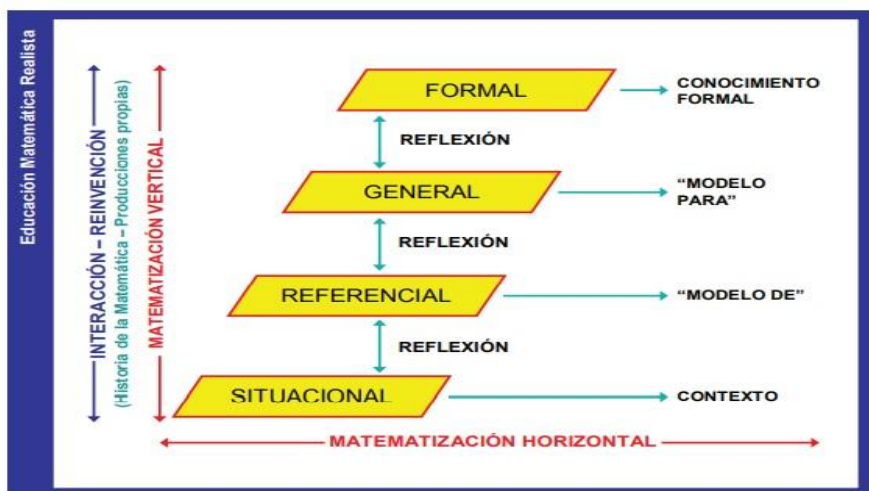 Educación Matemática Realista
INTERACCIÓN – REINVENCIÓN
(Historia de la Matemática – Producciones propias)
MATEMATIZACIÓN VERTICAL
FORMAL
CONOCIMIENTO
FORMAL
REFLEXIÓN
GENERAL
“MODELO
PARA”
REFLEXIÓN
REFERENCIAL
“MODELO DE”
REFLEXIÓN
SITUACIONAL
CONTEXTO
MATEMATIZACIÓN HORIZONTAL